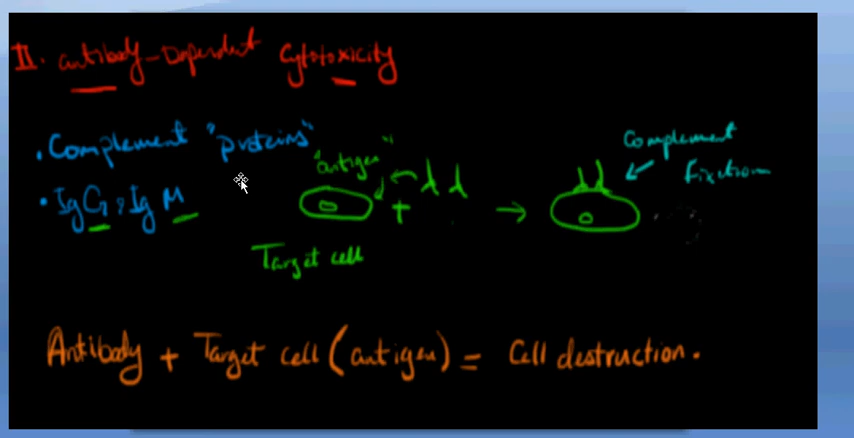 II. antibody-Dependent Cytotoxicity
• Complement "proteins"
"antigen"
Complement
Fixation
• IgG, IgM
+
Target cell
Antibody + Target cell (antigen) = Cell destruction.